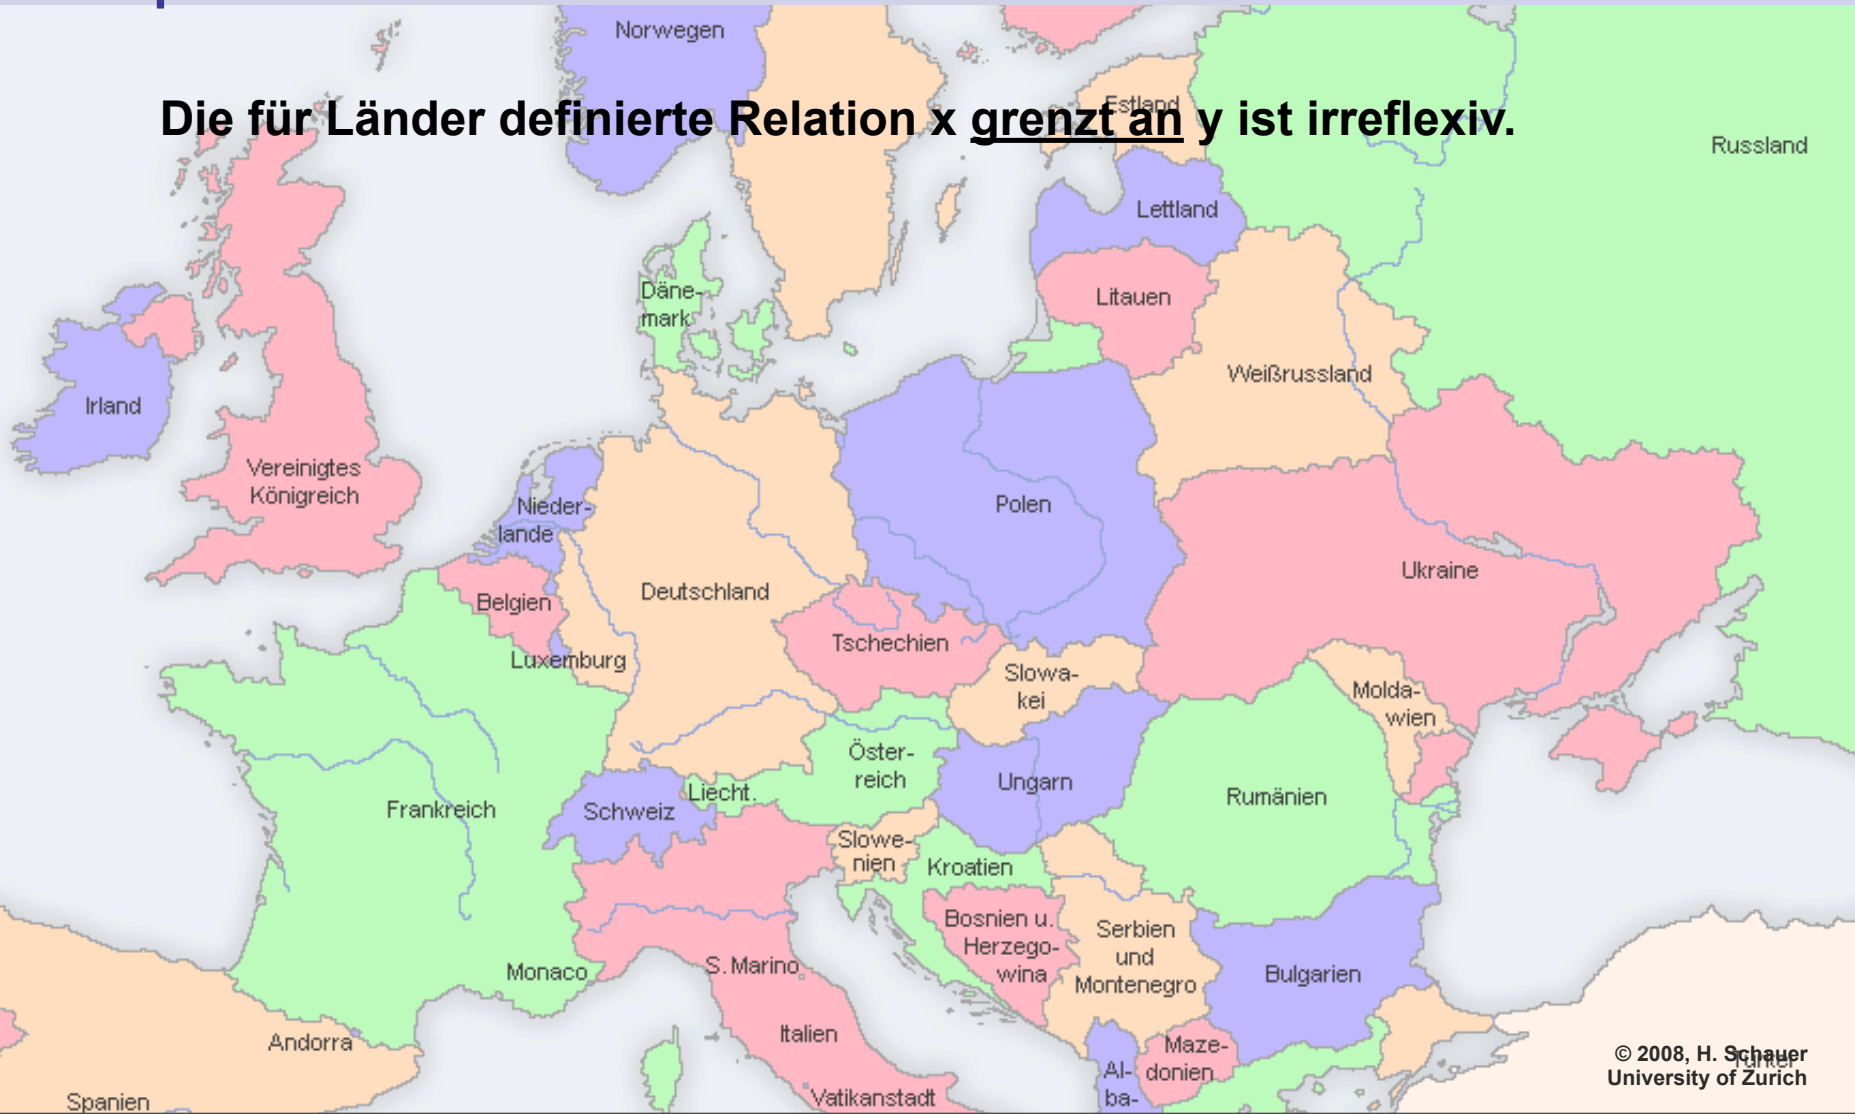 Norwegen
Die für Länder definierte Relation x grenzt an y ist irreflexiv.
Estland
Russland
Lettland
Däne-
mark
Litauen
Weißrussland
Irland
Vereinigtes
Königreich
Nieder-
lande
Polen
Ukraine
Deutschland
Belgien
Tschechien
Luxemburg
Slowa-
kei
Molda-
wien
Öster-
reich
Ungarn
Liecht.
Rumänien
Frankreich
Schweiz
Slowe-
nien
Kroatien
Bosnien u.
Herzego-
wina
Serbien
und
Montenegro
Monaco
S. Marino
Bulgarien
Italien
Andorra
Maze-
donien
Al-
ba-
Vatikanstadt
Spanien
© 2008, H. Schauer
University of Zurich